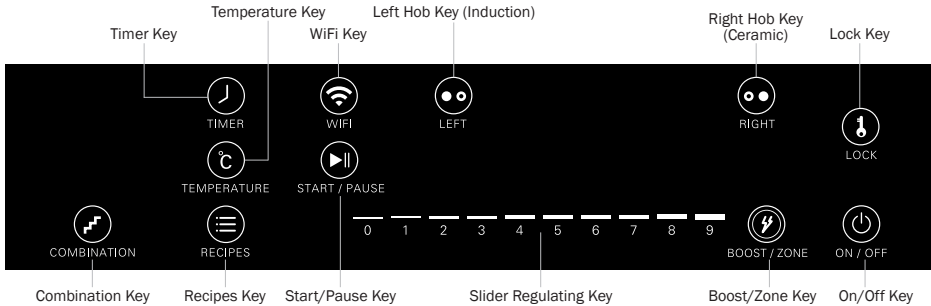 Temperature Key
Left Hob Key (Induction)
Right Hob Key
(Ceramic)
Timer Key
WiFi Key
Lock Key
TIMER
WIFI
LEFT
RIGHT
LOCK
°C
TEMPERATURE
START / PAUSE
COMBINATION
RECIPES
0 1 2 3 4 5 6 7 8 9
BOOST / ZONE
ON / OFF
Combination Key
Recipes Key
Start/Pause Key
Slider Regulating Key
Boost/Zone Key
On/Off Key